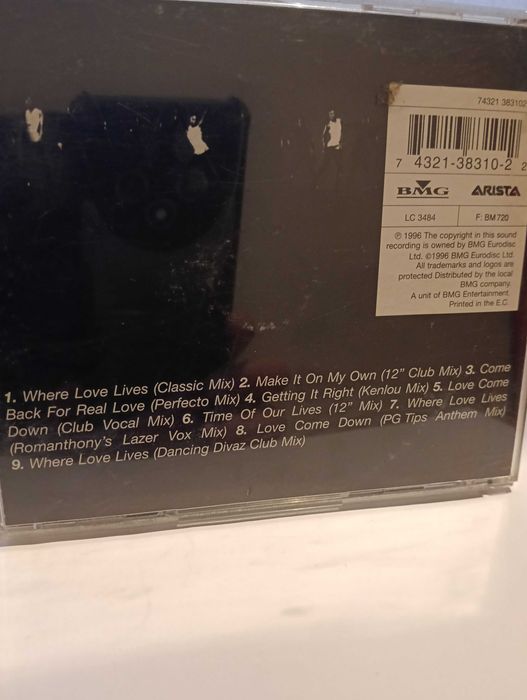 74321 383102
7 4321-38310-2 2
BMG ARISTA
LC 3484 F: BM 720
℗ 1996 The copyright in this sound
recording is owned by BMG Eurodisc
Ltd. ©1996 BMG Eurodisc Ltd.
All trademarks and logos are
protected Distributed by the local
BMG company.
A unit of BMG Entertainment.
Printed in the E.C.
1. Where Love Lives (Classic Mix) 2. Make It On My Own (12" Club Mix) 3. Come
Back For Real Love (Perfecto Mix) 4. Getting It Right (Kenlou Mix) 5. Love Come
Down (Club Vocal Mix) 6. Time Of Our Lives (12" Mix) 7. Where Love Lives
(Romanthony's Lazer Vox Mix) 8. Love Come Down (PG Tips Anthem Mix)
9. Where Love Lives (Dancing Divaz Club Mix)